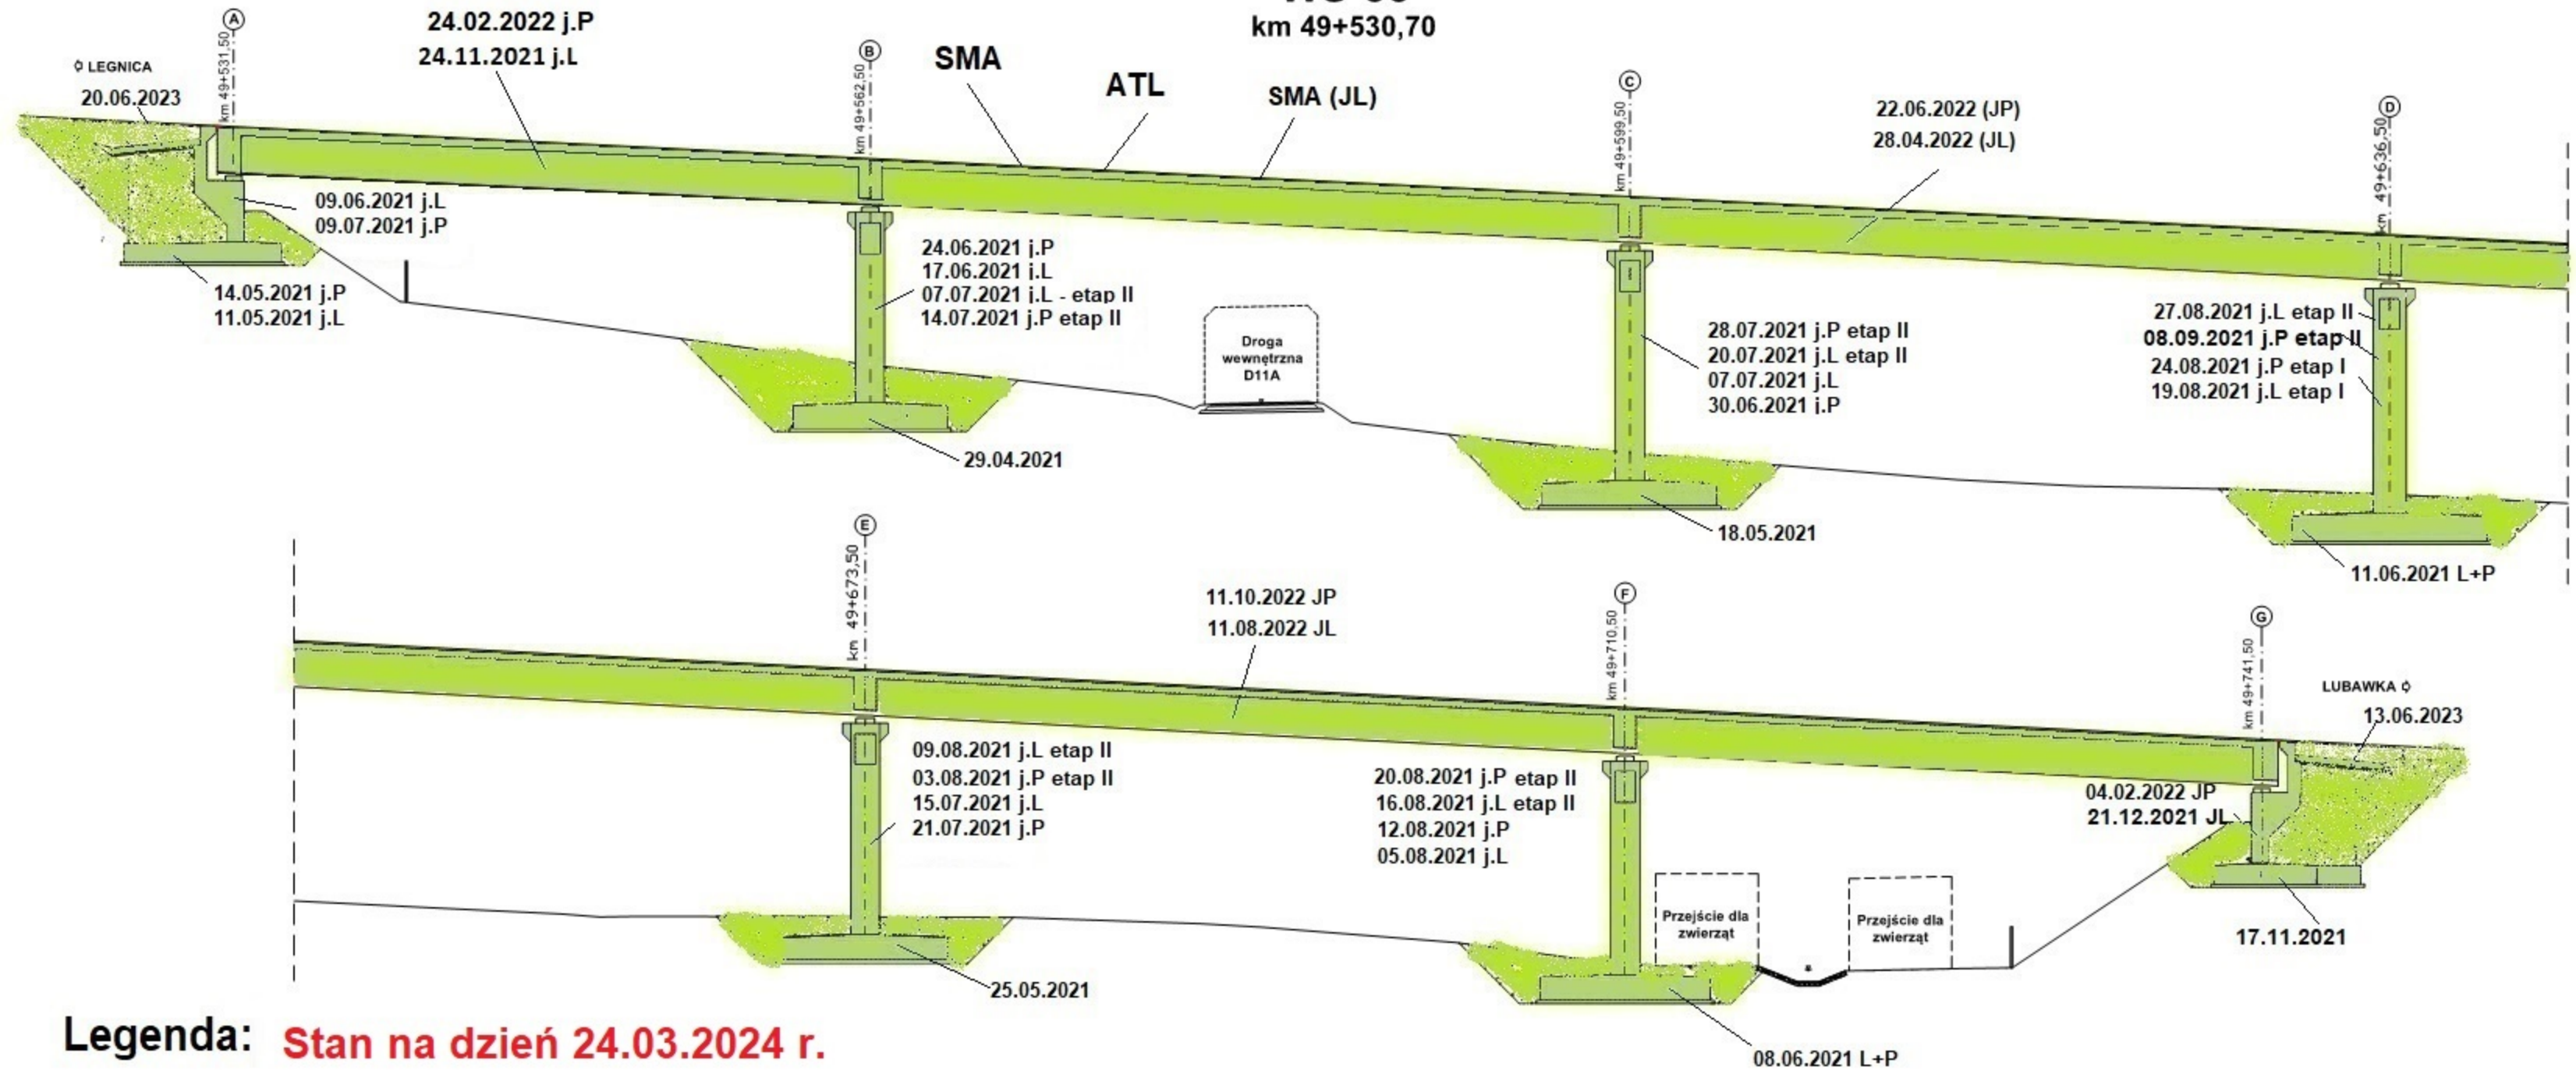 km 49+530,70
A
km 49+531,50
LEGNICA
20.06.2023
24.02.2022 j.P
24.11.2021 j.L
B
km 49+562,50
SMA
ATL
SMA (JL)
C
km 49+599,50
22.06.2022 (JP)
28.04.2022 (JL)
D
km 49+636,50
09.06.2021 j.L
09.07.2021 j.P
14.05.2021 j.P
11.05.2021 j.L
24.06.2021 j.P
17.06.2021 j.L
07.07.2021 j.L - etap II
14.07.2021 j.P etap II
29.04.2021
Droga
wewnętrzna
D11A
28.07.2021 j.P etap II
20.07.2021 j.L etap II
07.07.2021 j.L
30.06.2021 j.P
18.05.2021
27.08.2021 j.L etap II
08.09.2021 j.P etap II
24.08.2021 j.P etap I
19.08.2021 j.L etap I
11.06.2021 L+P
E
km 49+673,50
11.10.2022 JP
11.08.2022 JL
F
km 49+710,50
G
km 49+741,50
LUBAWKA
13.06.2023
09.08.2021 j.L etap II
03.08.2021 j.P etap II
15.07.2021 j.L
21.07.2021 j.P
25.05.2021
20.08.2021 j.P etap II
16.08.2021 j.L etap II
12.08.2021 j.P
05.08.2021 j.L
Przejście dla
zwierząt
Przejście dla
zwierząt
04.02.2022 JP
21.12.2021 JL
17.11.2021
08.06.2021 L+P
Legenda: Stan na dzień 24.03.2024 r.